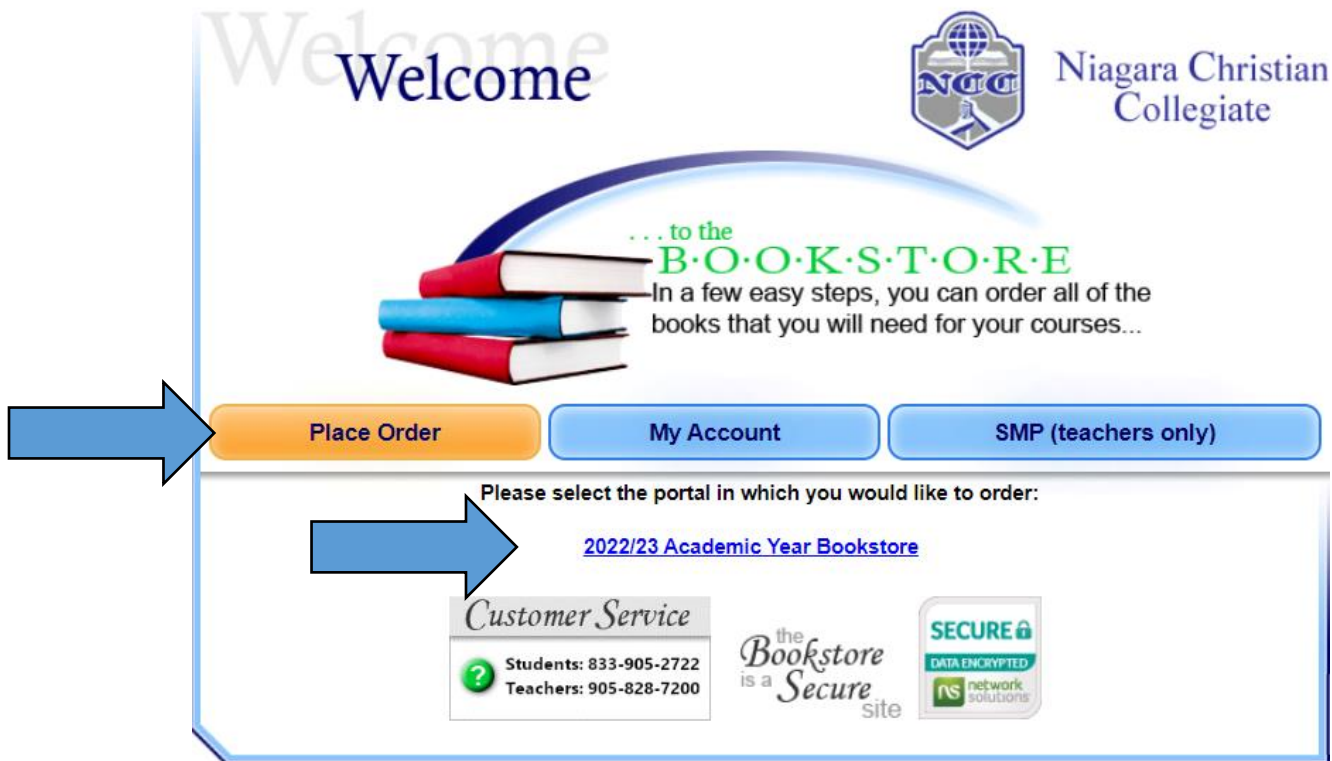 Welcome
Welcome
NCC
Niagara Christian
Collegiate
. . . to the
B·O·O·K·S·T·O·R·E
In a few easy steps, you can order all of the
books that you will need for your courses...
Place Order
My Account
SMP (teachers only)
Please select the portal in which you would like to order:
2022/23 Academic Year Bookstore
Customer Service
?
Students: 833-905-2722
Teachers: 905-828-7200
the
Bookstore
is a Secure
site
SECURE
DATA ENCRYPTED
ns network
solutions